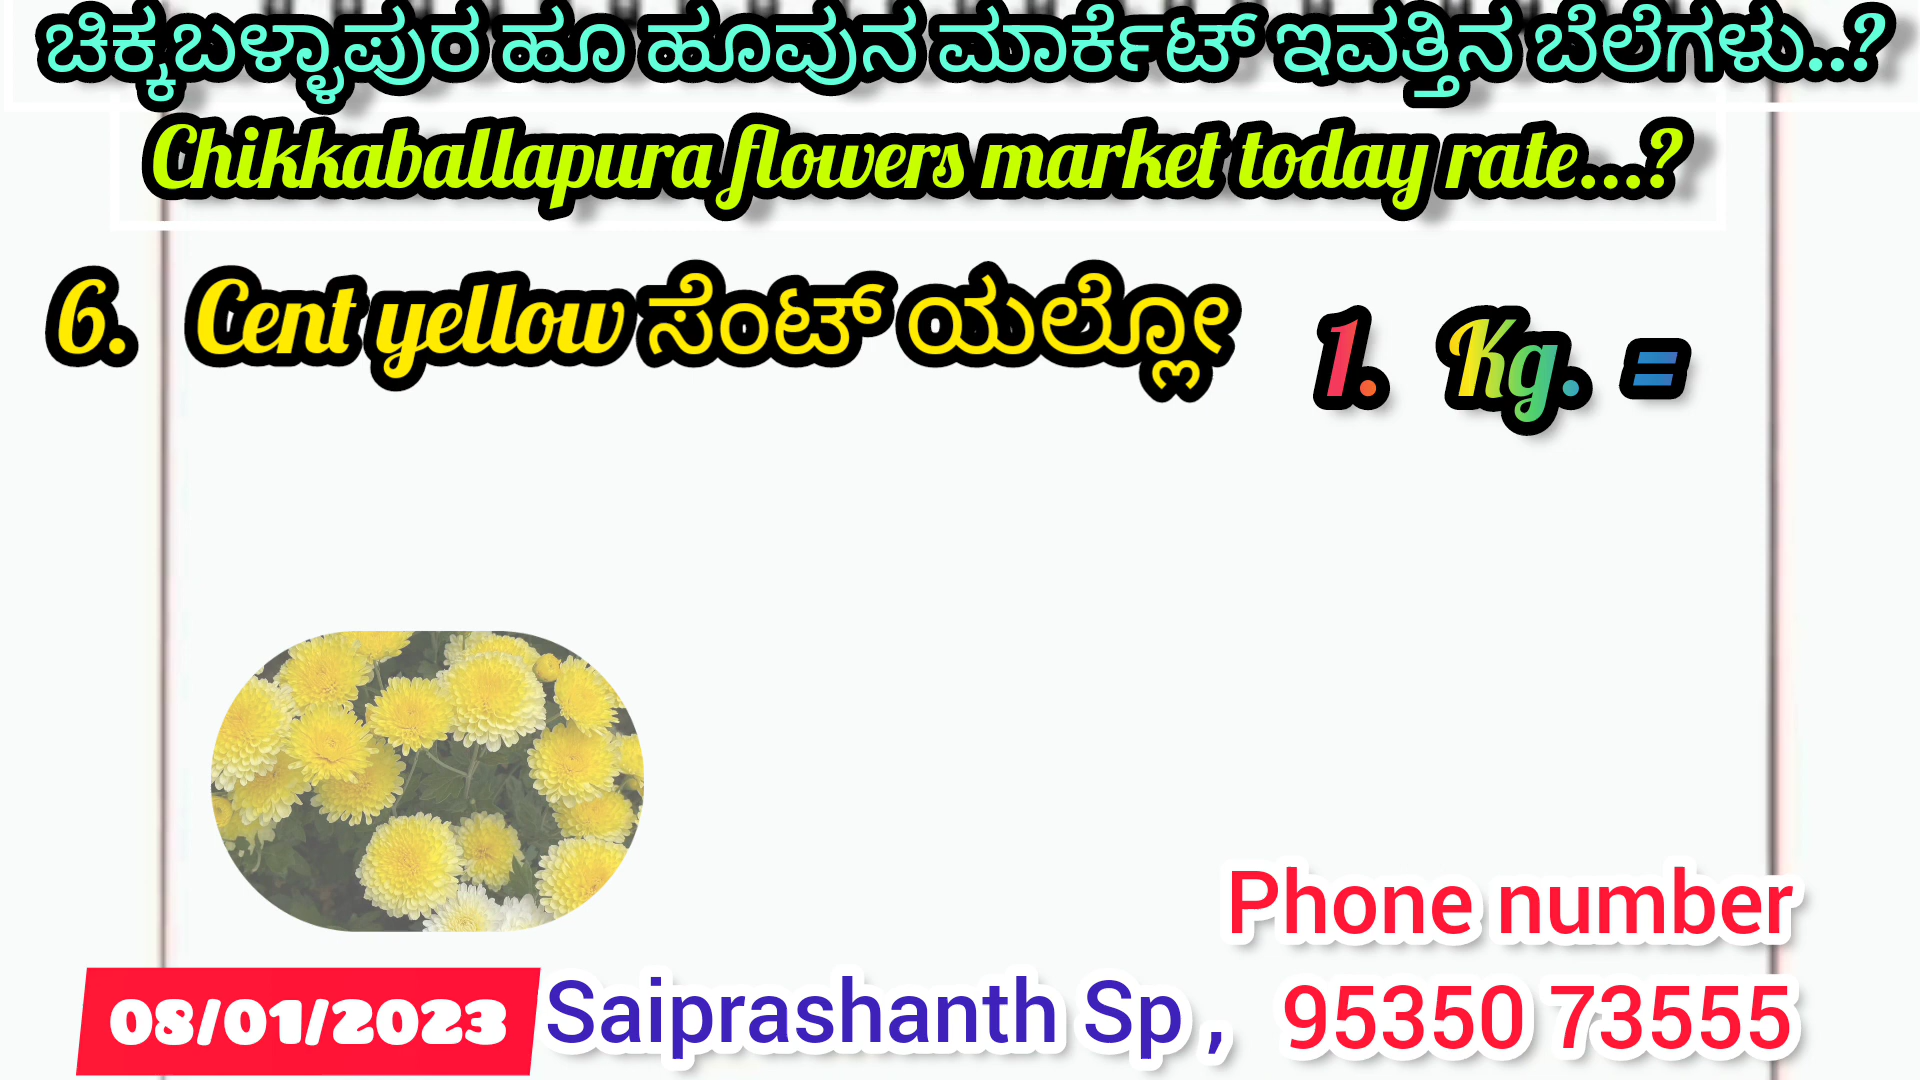 ಚಿಕ್ಕಬಳ್ಳಾಪುರ ಹೂ ಹೂವುನ ಮಾರ್ಕೆಟ್ ಇವತ್ತಿನ ಬೆಲೆಗಳು..?
Chikkaballapura flowers market today rate...?
6. Cent yellow ಸೆಂಟ್ ಯಲ್ಲೋ 1. Kg. =
Phone number
08/01/2023 Saiprashanth Sp , 95350 73555